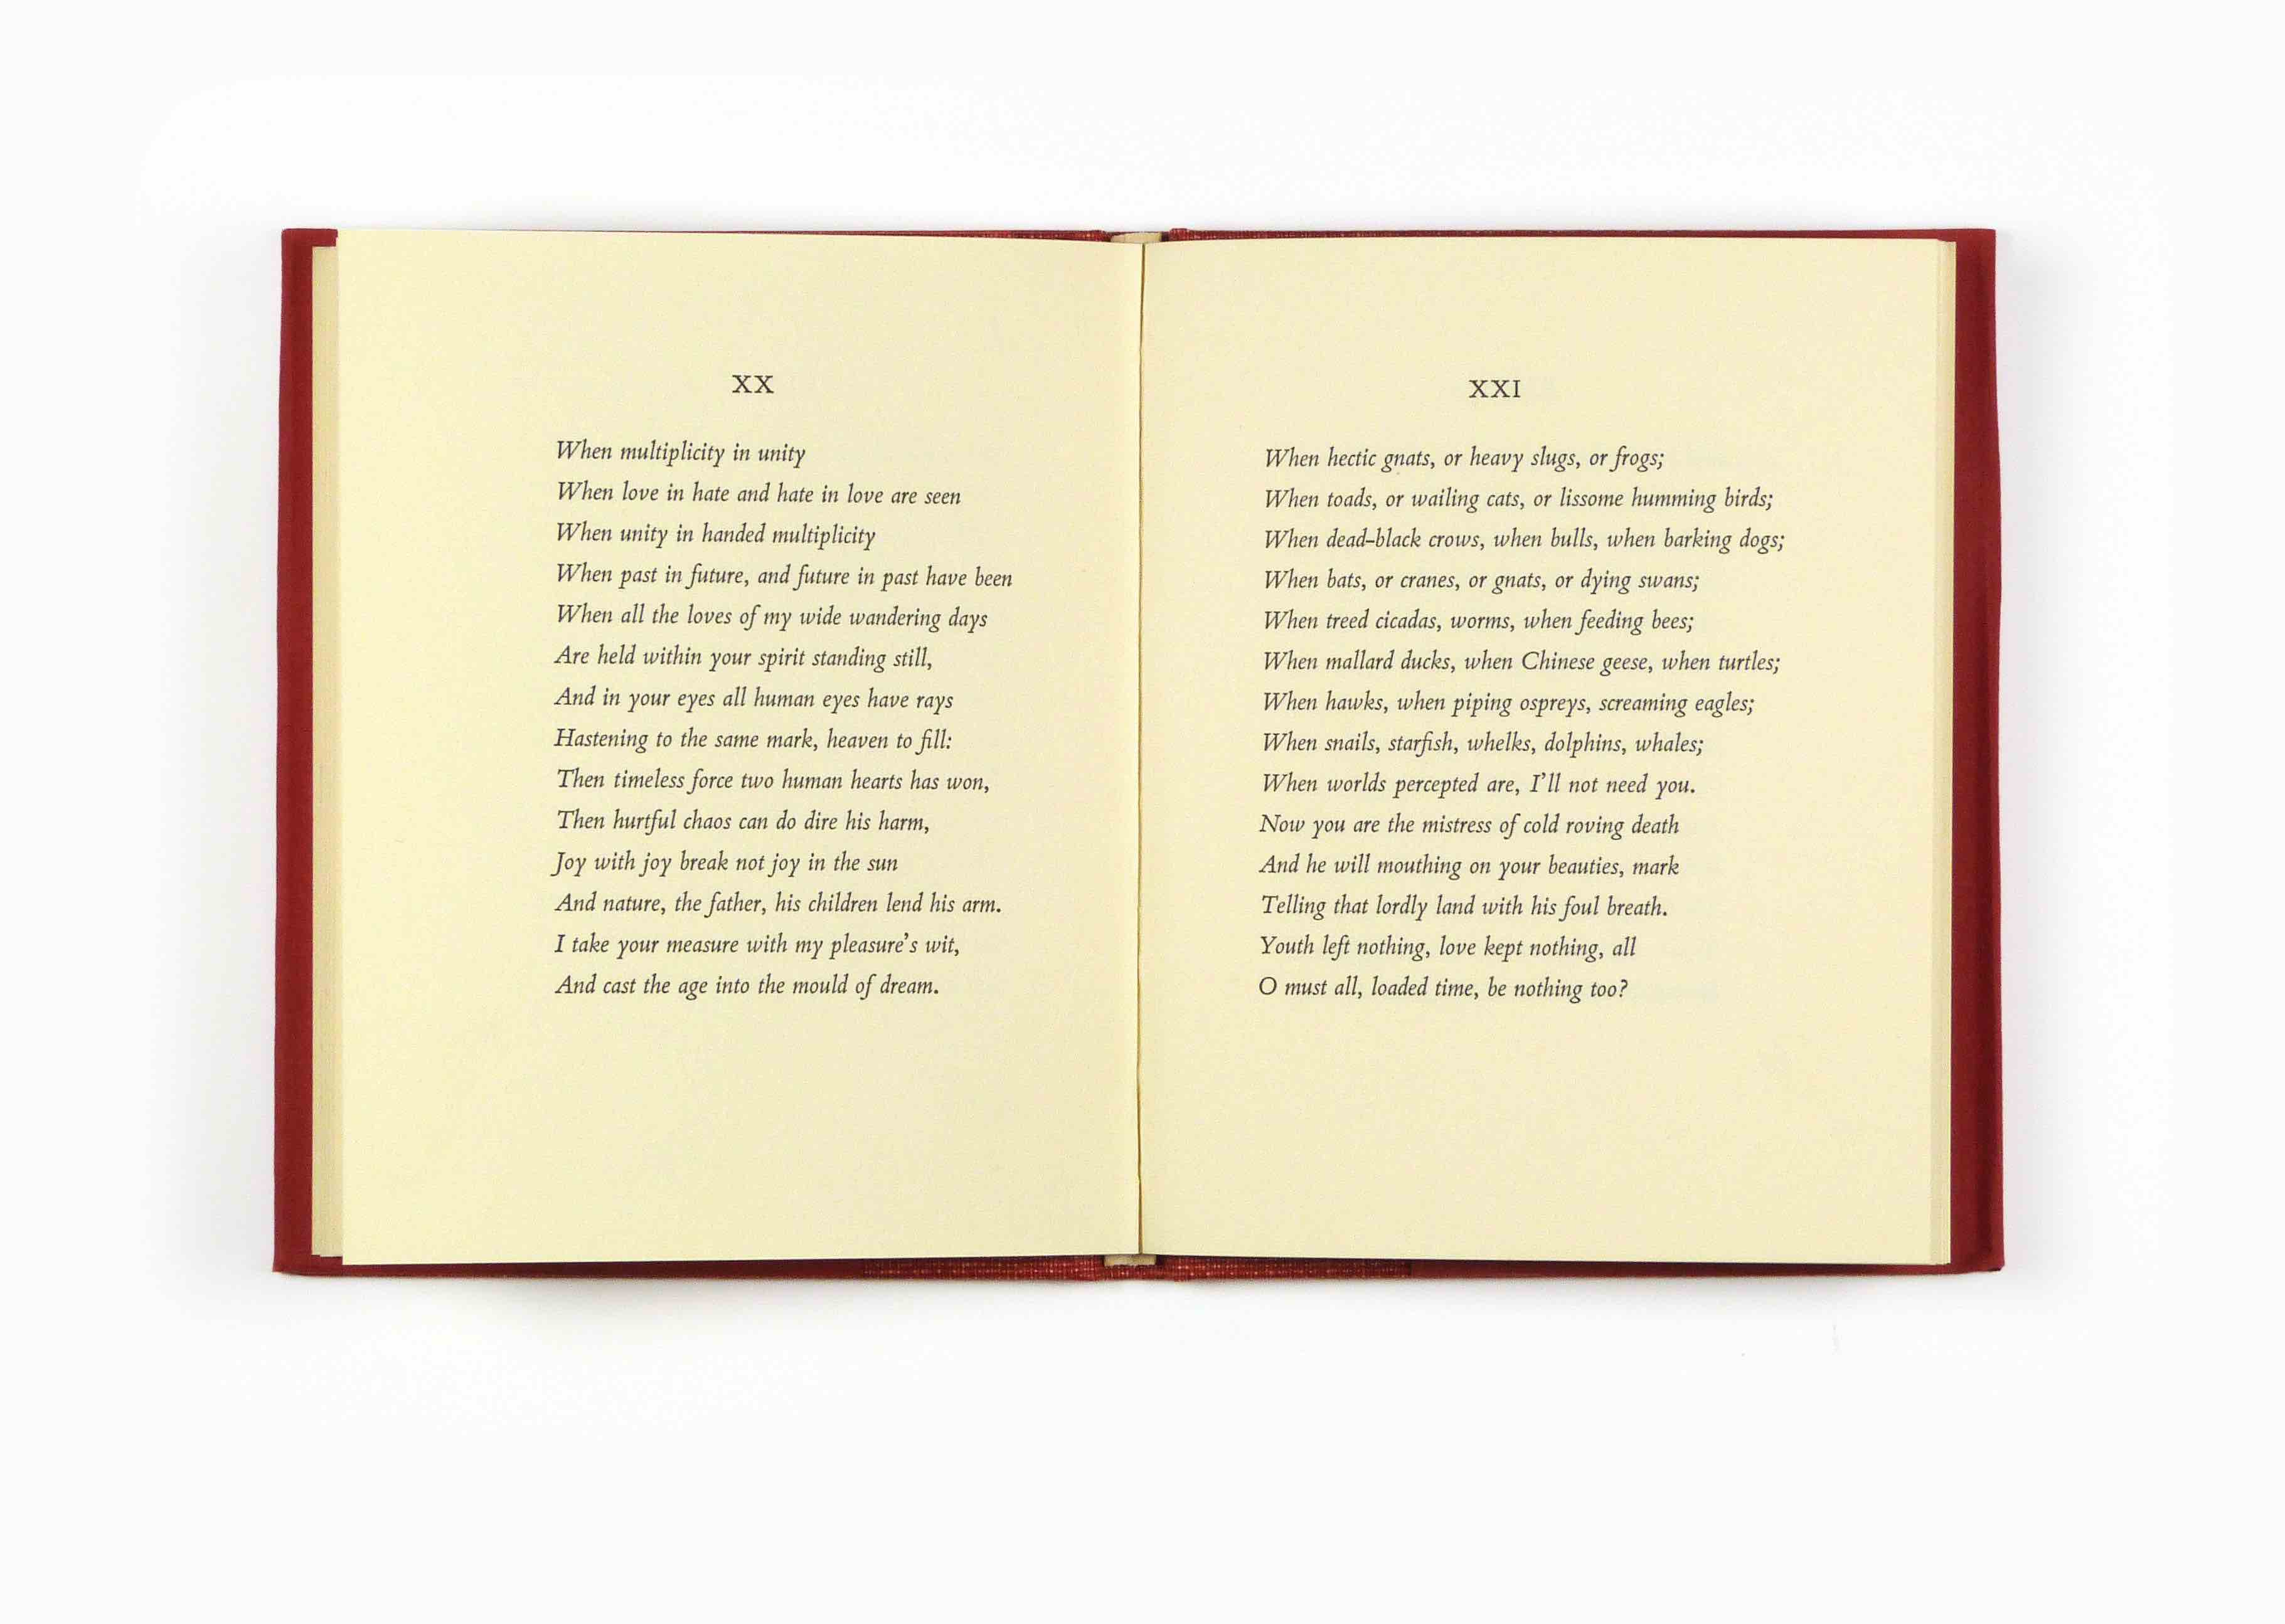 XX
When multiplicity in unity
When love in hate and hate in love are seen
When unity in handed multiplicity
When past in future, and future in past have been
When all the loves of my wide wandering days
Are held within your spirit standing still,
And in your eyes all human eyes have rays
Hastening to the same mark, heaven to fill:
Then timeless force two human hearts has won,
Then hurtful chaos can do dire his harm,
Joy with joy break not joy in the sun
And nature, the father, his children lend his arm.
I take your measure with my pleasure's wit,
And cast the age into the mould of dream.
XXI
When hectic gnats, or heavy slugs, or frogs;
When toads, or wailing cats, or lissome humming birds;
When dead-black crows, when bulls, when barking dogs;
When bats, or cranes, or gnats, or dying swans;
When treed cicadas, worms, when feeding bees;
When mallard ducks, when Chinese geese, when turtles;
When hawks, when piping ospreys, screaming eagles;
When snails, starfish, whelks, dolphins, whales;
When worlds percepted are, I'll not need you.
Now you are the mistress of cold roving death
And he will mouthing on your beauties, mark
Telling that lordly land with his foul breath.
Youth left nothing, love kept nothing, all
O must all, loaded time, be nothing too?